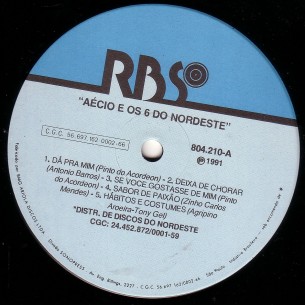 RBS
"AÉCIO E OS 6 DO NORDESTE"
C.G.C. 56.697.162.0002-66
804.210-A
℗ 1991
1. DÁ PRA MIM (Pinto do Acordeon) - 2. DEIXA DE CHORAR
(Antonio Barros) - 3. SE VOCE GOSTASSE DE MIM (Pinto
do Acordeon) - 4. SABOR DE PAIXÃO (Zinho Carlos
Mendes) - 5. HÁBITOS E COSTUMES (Agripino
Aroeira-Tony Gel)
"DISTR. DE DISCOS DO NORDESTE
CGC: 24.452.872/0001-59